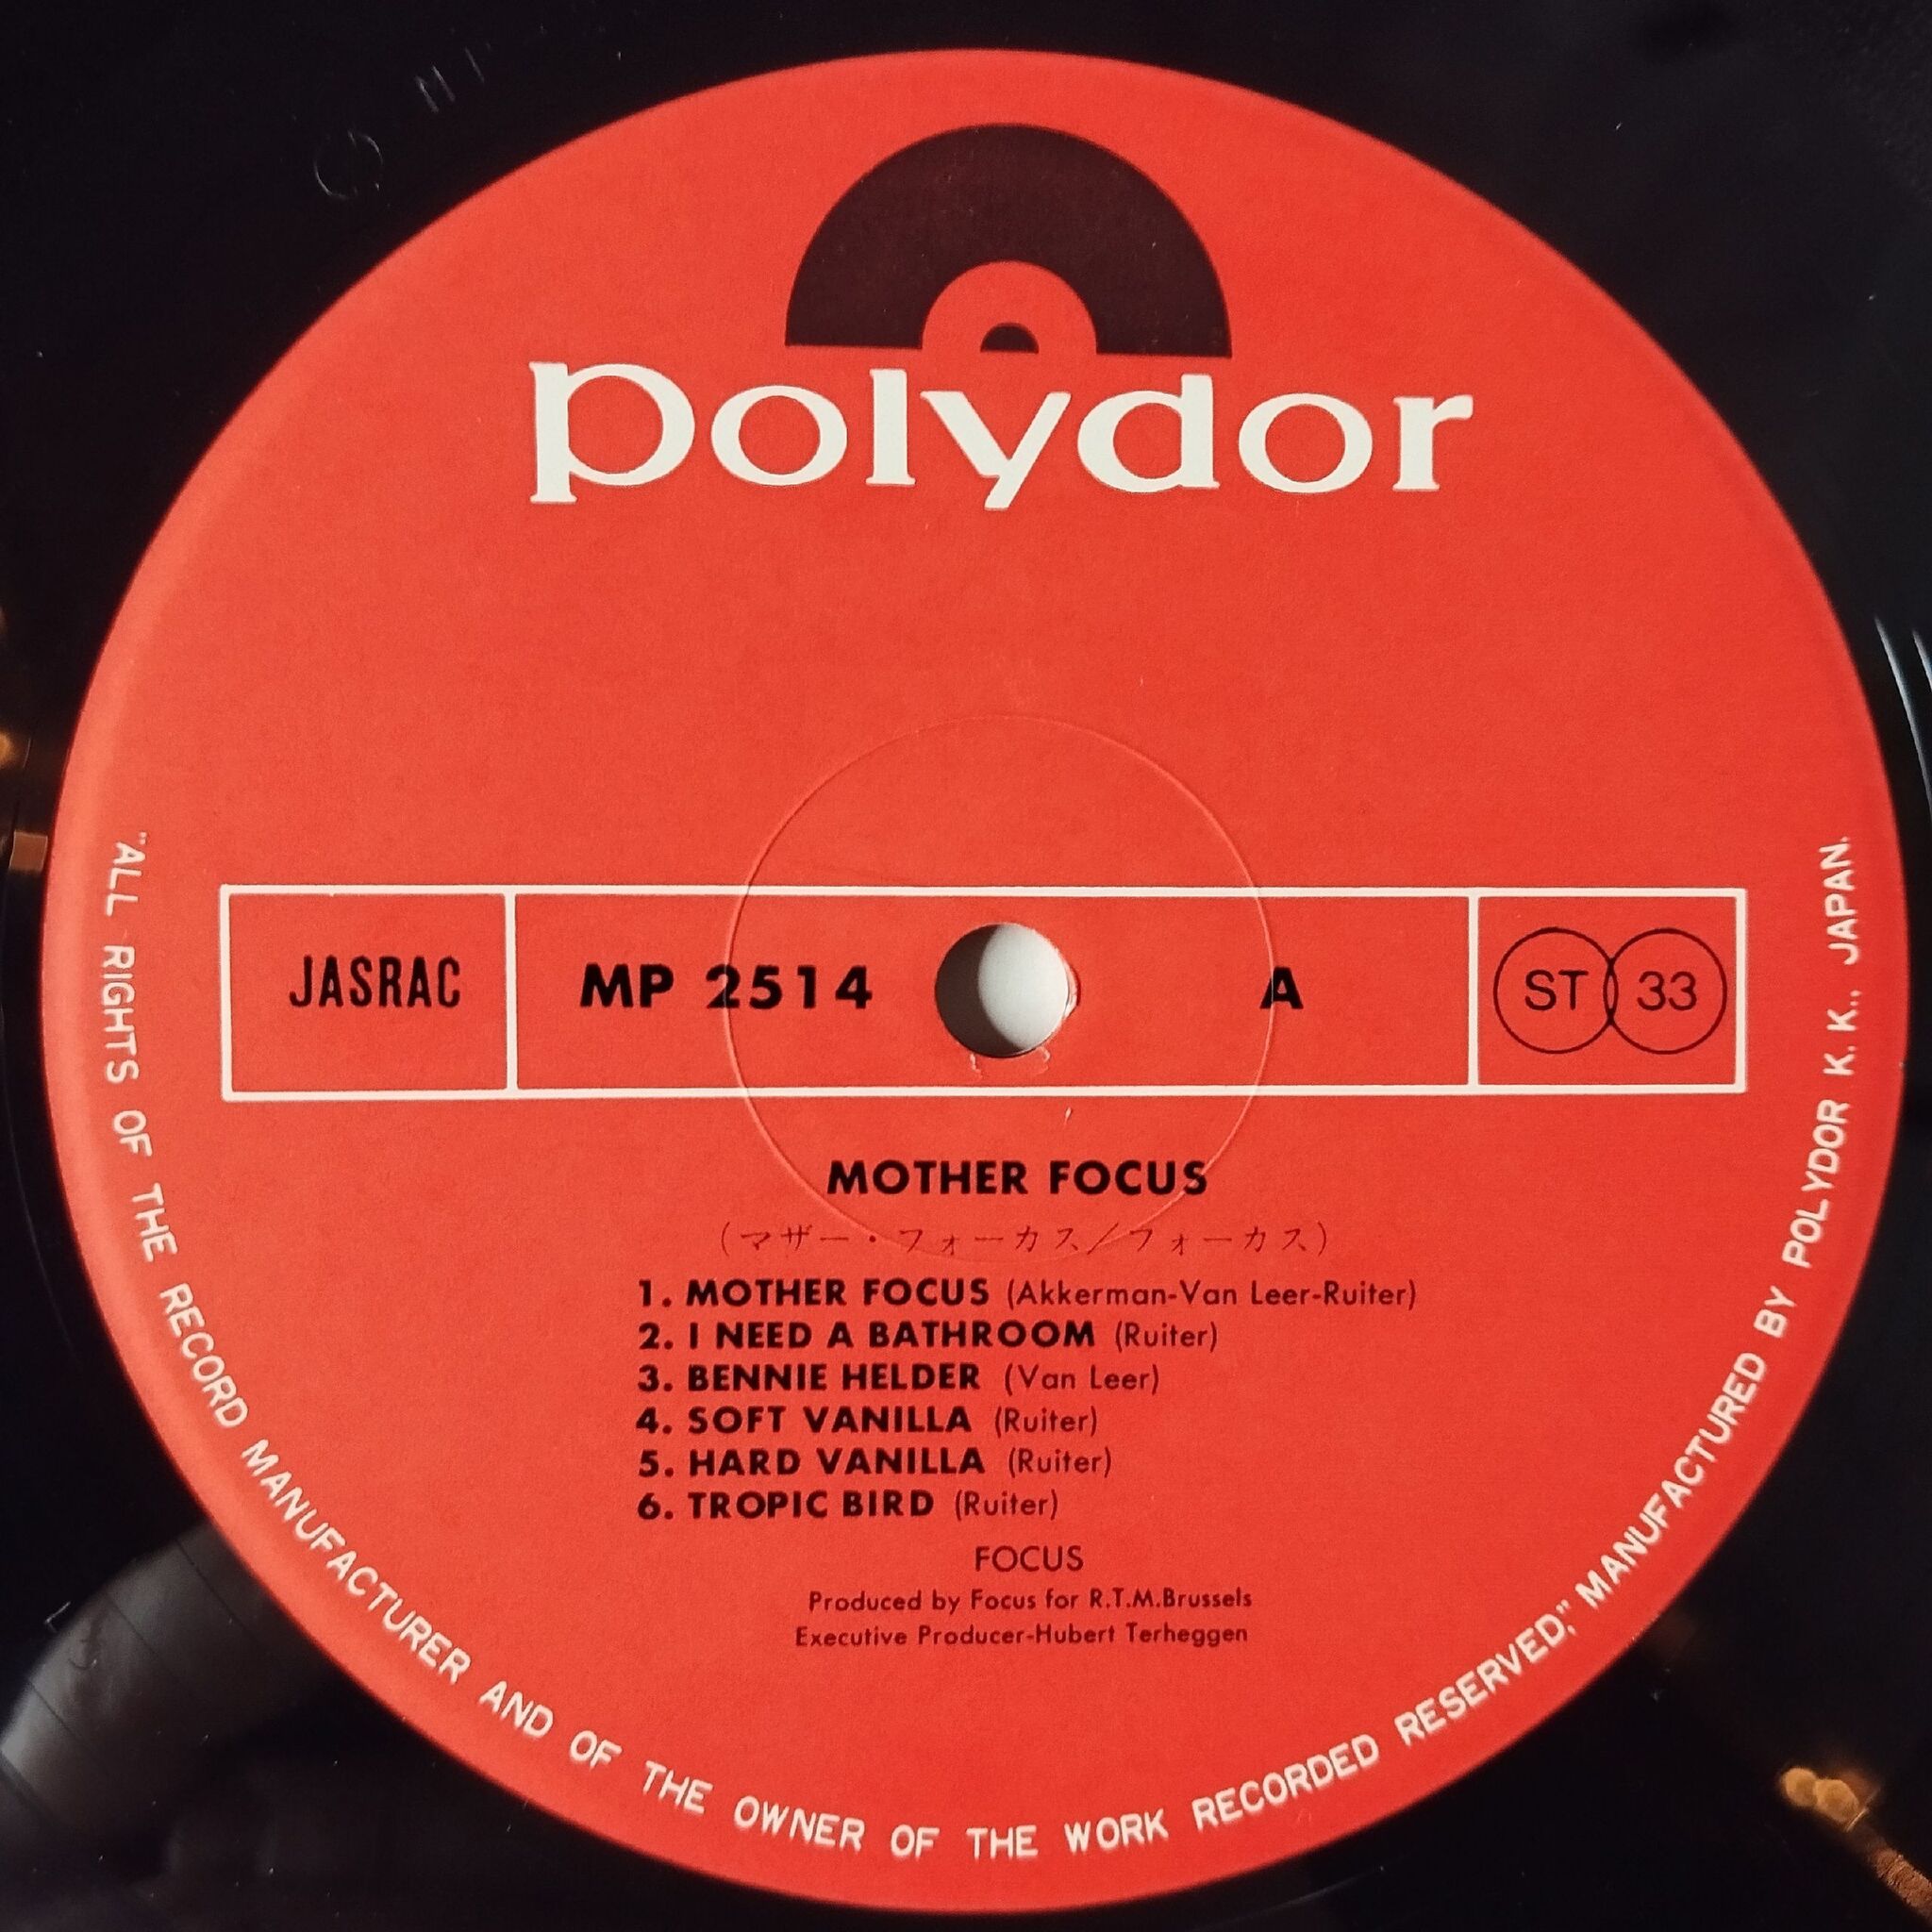 polydor
JASRAC
MP 2514
A
ST 33
MOTHER FOCUS
(マザー・フォーカス/フォーカス)
1. MOTHER FOCUS (Akkerman-Van Leer-Ruiter)
2. I NEED A BATHROOM (Ruiter)
3. BENNIE HELDER (Van Leer)
4. SOFT VANILLA (Ruiter)
5. HARD VANILLA (Ruiter)
6. TROPIC BIRD (Ruiter)
FOCUS
Produced by Focus for R.T.M.Brussels
Executive Producer-Hubert Terheggen
"ALL RIGHTS OF THE RECORD MANUFACTURER AND OF THE OWNER OF THE WORK RECORDED RESERVED," MANUFACTURED BY POLYDOR K. K., JAPAN.